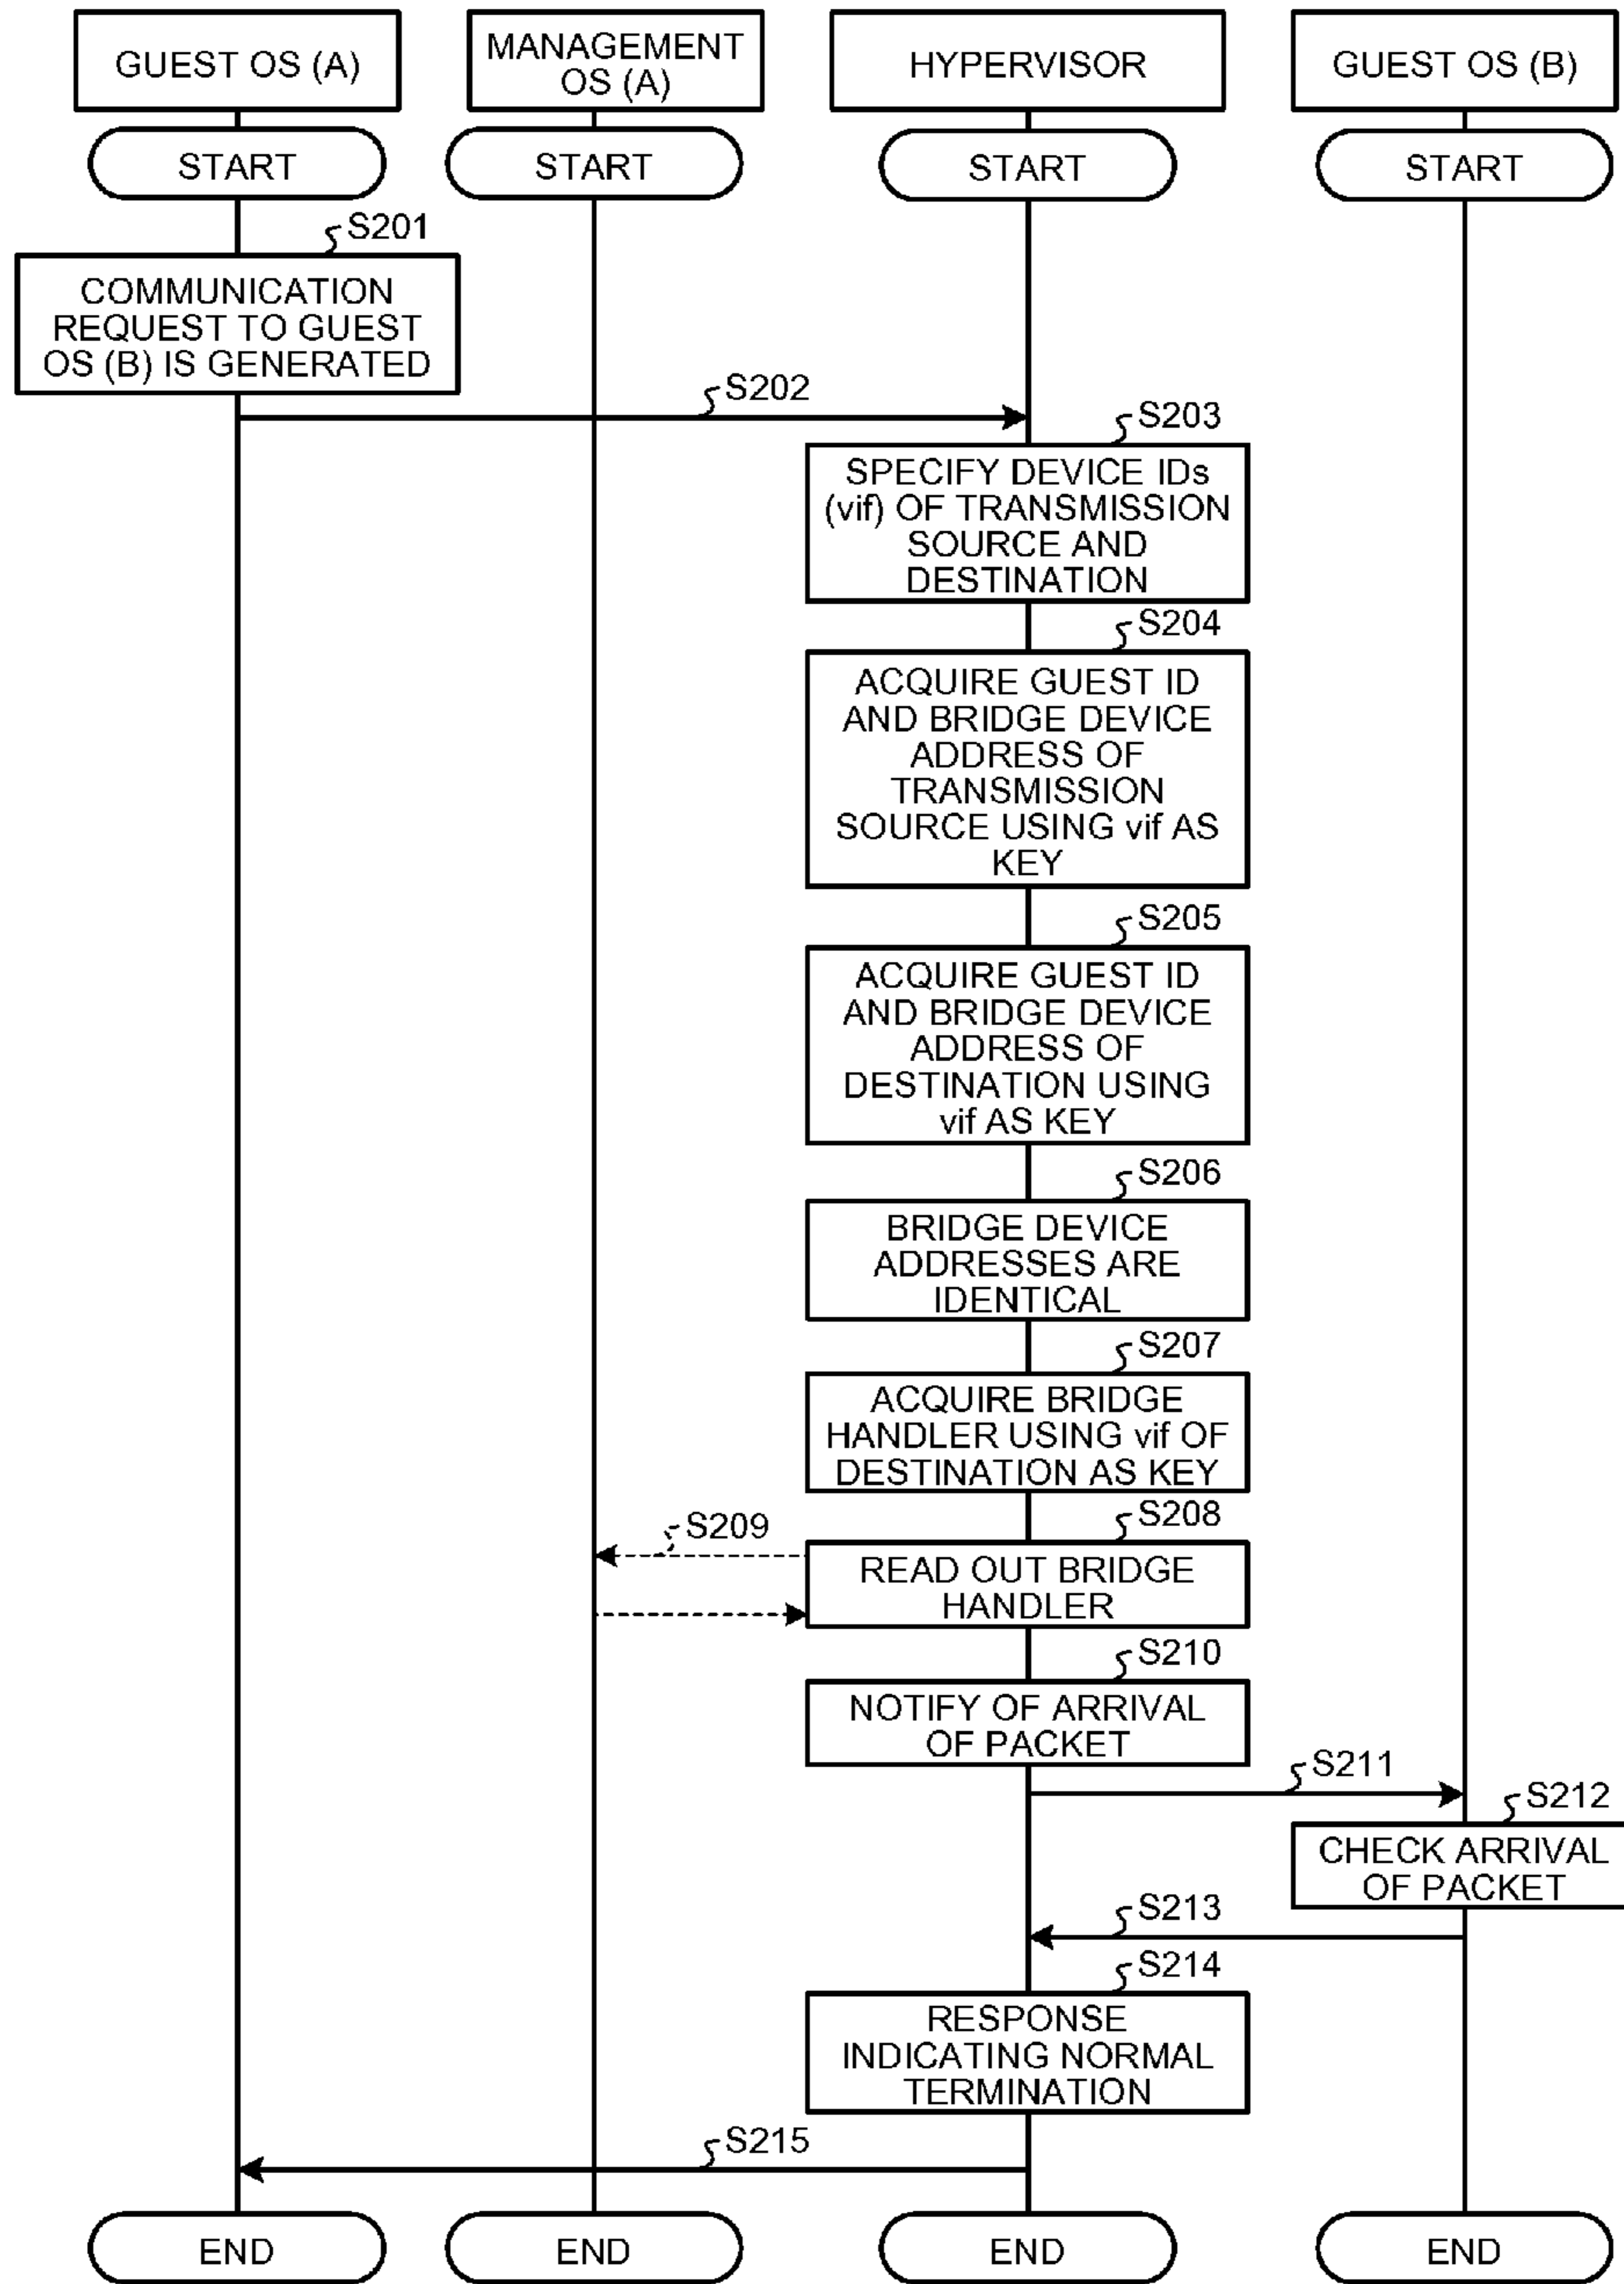 GUEST OS (A)
MANAGEMENT
OS (A)
HYPERVISOR
GUEST OS (B)
START
START
START
START
S201
COMMUNICATION
REQUEST TO GUEST
OS (B) IS GENERATED
S202
S203
SPECIFY DEVICE IDs
(vif) OF TRANSMISSION
SOURCE AND
DESTINATION
S204
ACQUIRE GUEST ID
AND BRIDGE DEVICE
ADDRESS OF
TRANSMISSION
SOURCE USING vif AS
KEY
S205
ACQUIRE GUEST ID
AND BRIDGE DEVICE
ADDRESS OF
DESTINATION USING
vif AS KEY
S206
BRIDGE DEVICE
ADDRESSES ARE
IDENTICAL
S207
ACQUIRE BRIDGE
HANDLER USING vif OF
DESTINATION AS KEY
S208
S209
READ OUT BRIDGE
HANDLER
S210
NOTIFY OF ARRIVAL
OF PACKET
S211
S212
CHECK ARRIVAL
OF PACKET
S213
S214
RESPONSE
INDICATING NORMAL
TERMINATION
S215
END
END
END
END